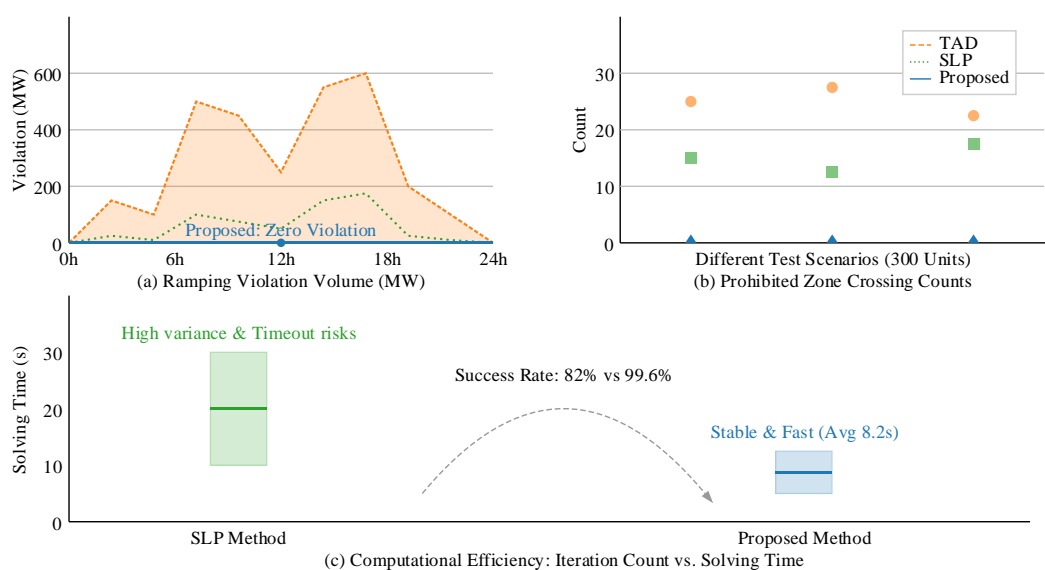 Violation (MW)
600
400
200
0
Proposed: Zero Violation
0h
6h
12h
18h
24h
(a) Ramping Violation Volume (MW)
Count
30
20
10
0
TAD
SLP
Proposed
Different Test Scenarios (300 Units)
(b) Prohibited Zone Crossing Counts
Solving Time (s)
30
20
10
0
High variance & Timeout risks
Success Rate: 82% vs 99.6%
Stable & Fast (Avg 8.2s)
SLP Method
Proposed Method
(c) Computational Efficiency: Iteration Count vs. Solving Time